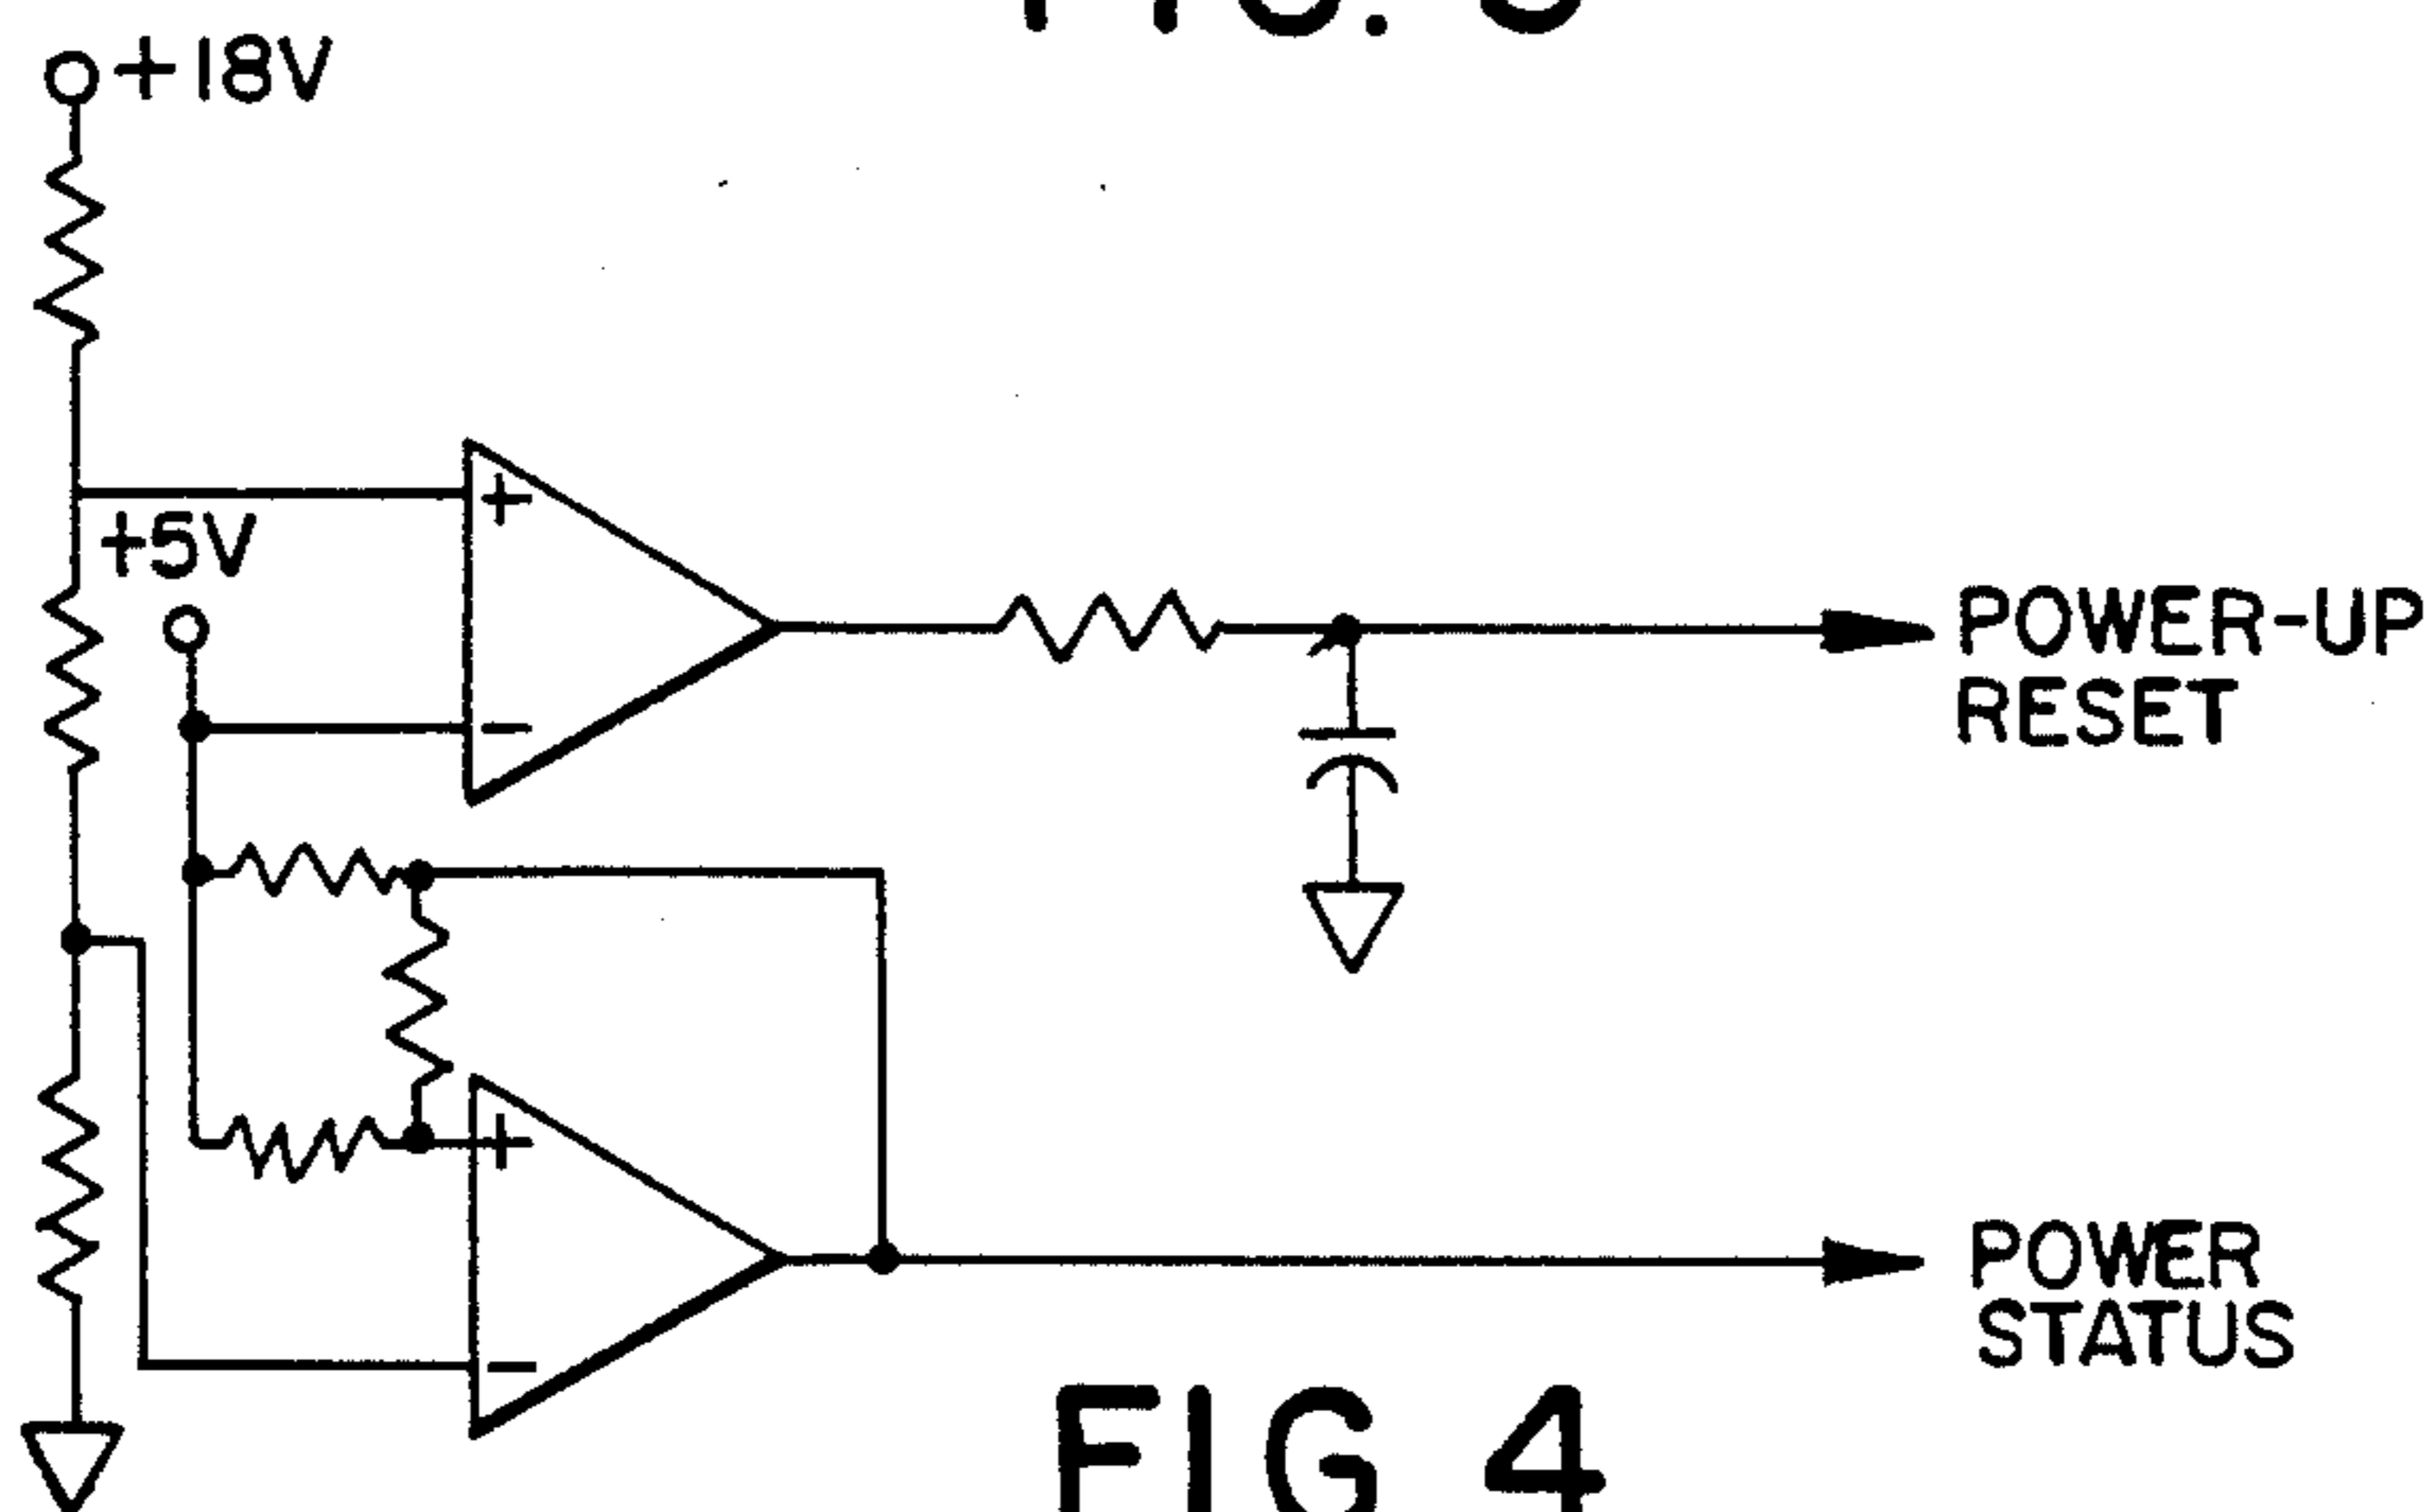 +18V
+
+5V
-
POWER-UP
RESET
+
-
POWER
STATUS
FIG 4